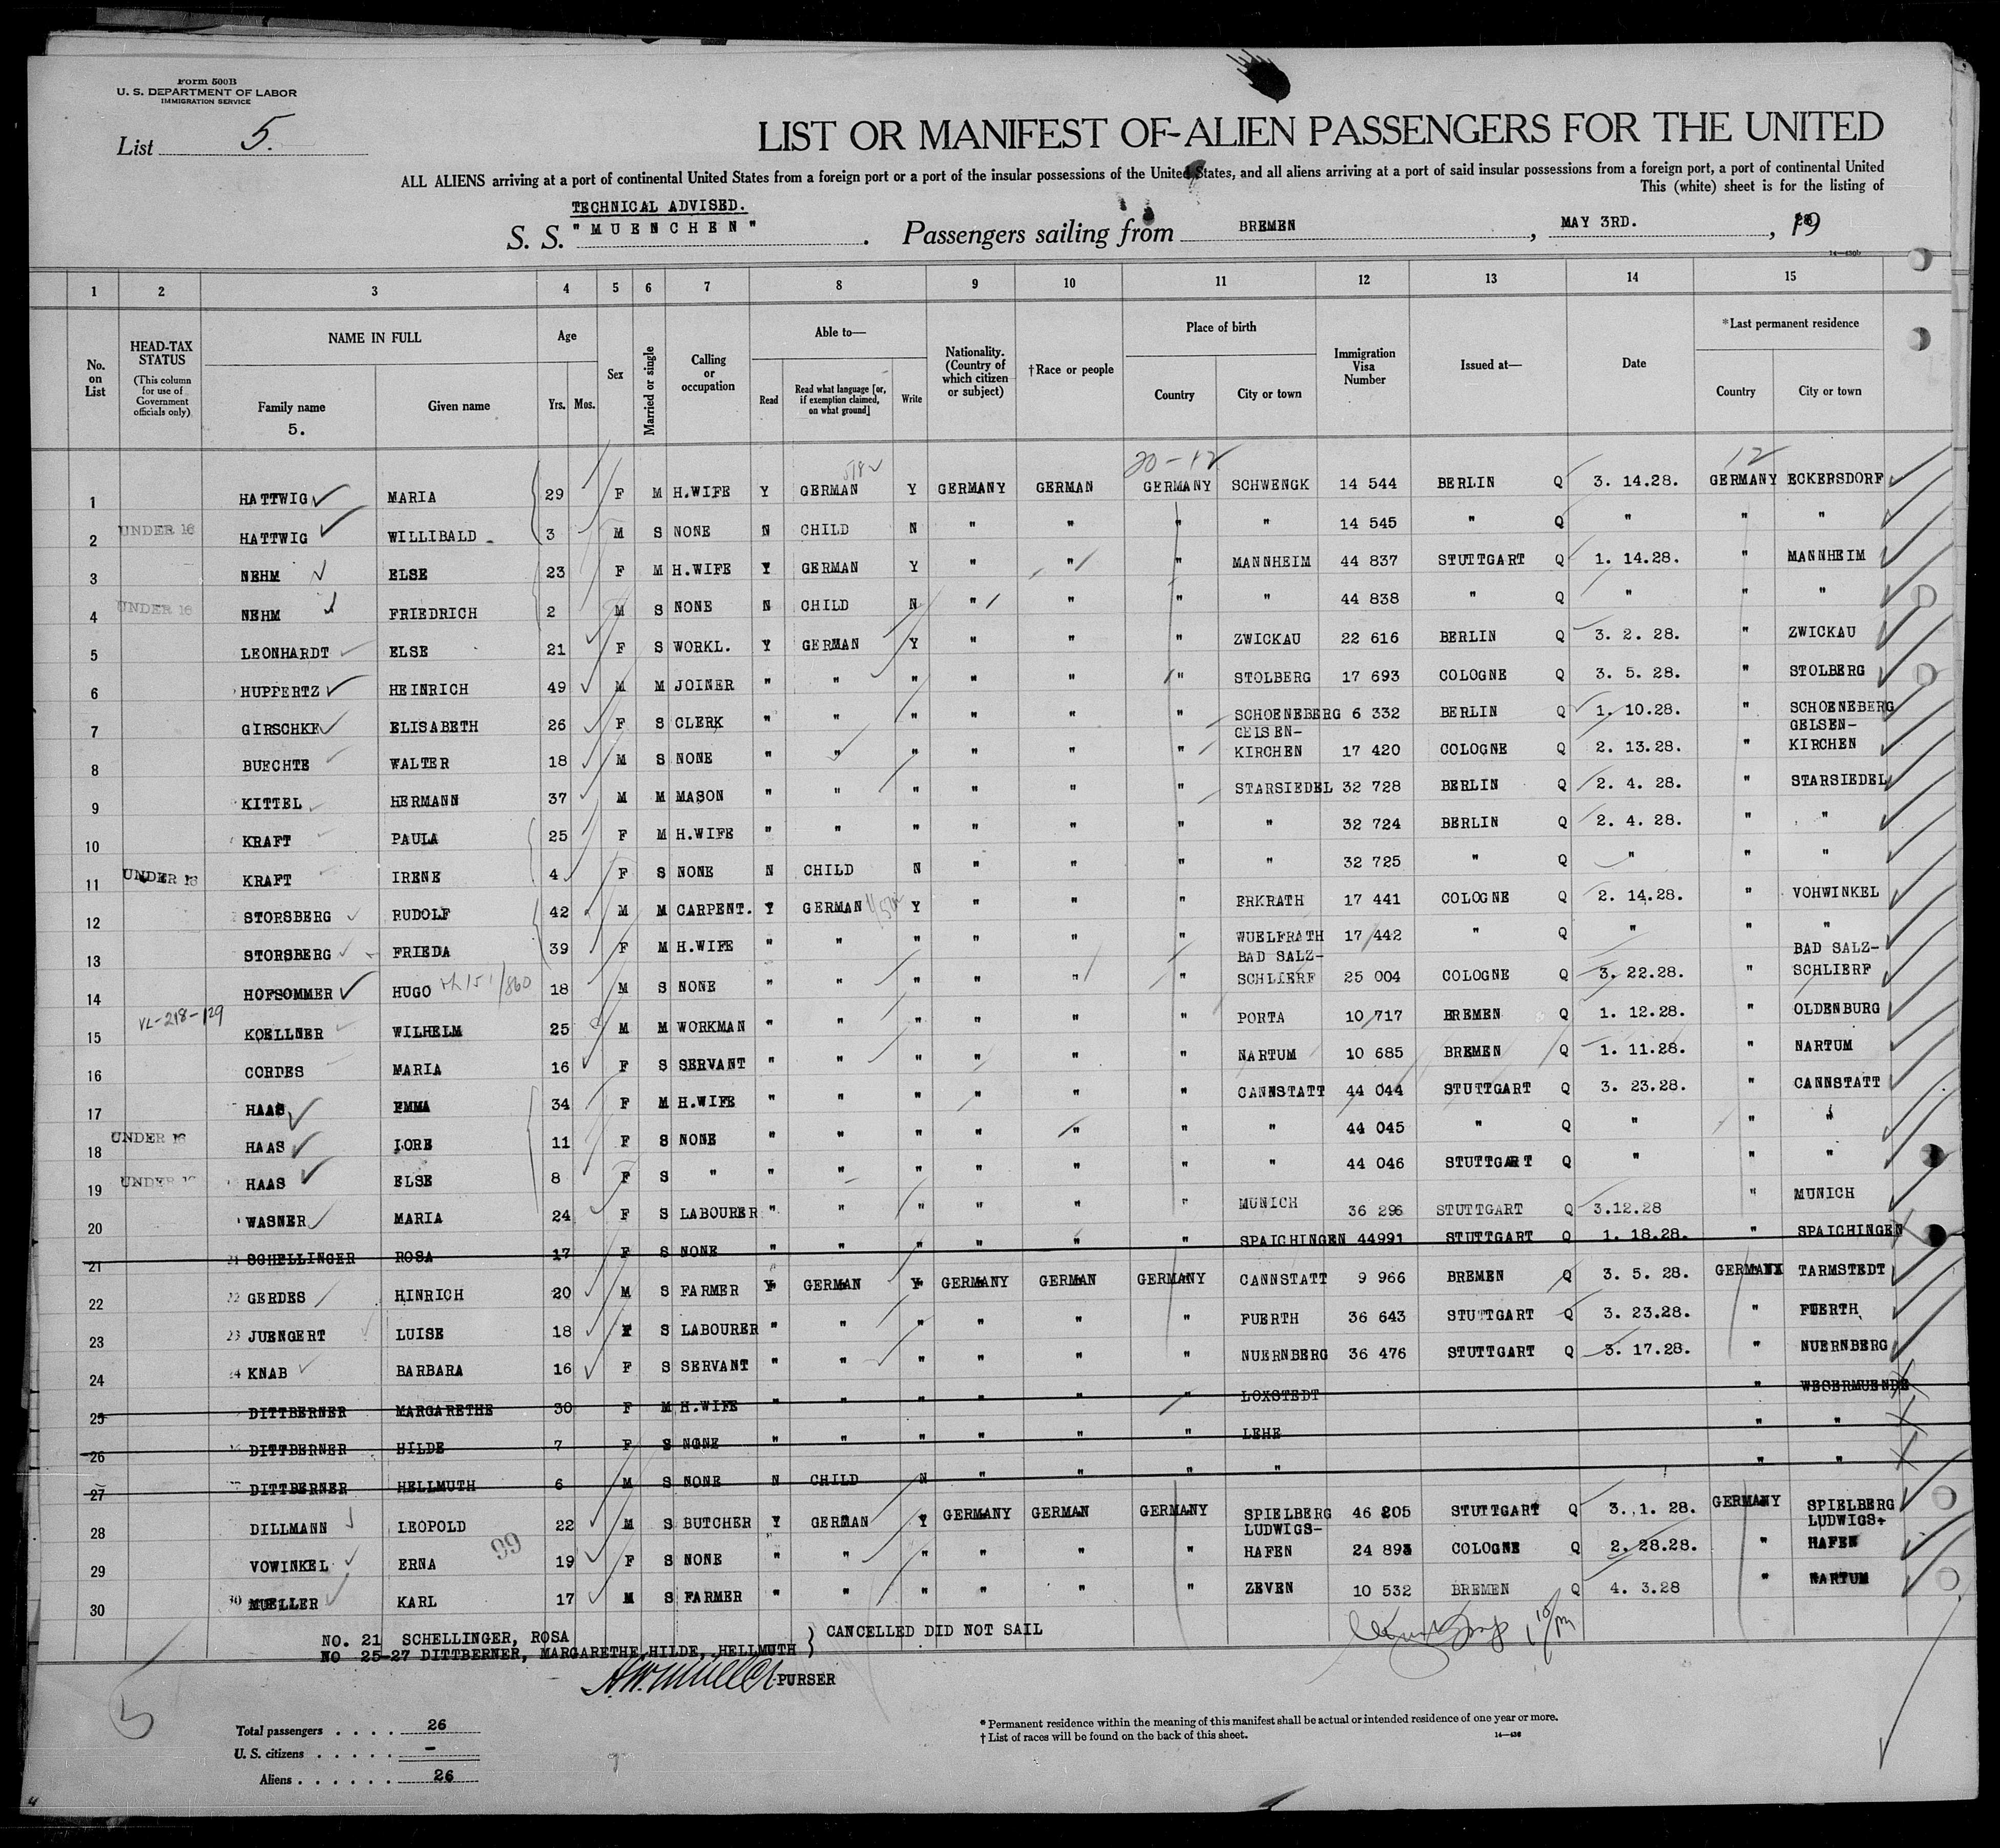 Form 500B
U. S. DEPARTMENT OF LABOR
IMMIGRATION SERVICE
List 5.
LIST OR MANIFEST OF ALIEN PASSENGERS FOR THE UNITED
ALL ALIENS arriving at a port of continental United States from a foreign port or a port of the insular possessions of the United States, and all aliens arriving at a port of said insular possessions from a foreign port, a port of continental United
This (white) sheet is for the listing of
TECHNICAL ADVISED.
S. S. "MUENCHEN" . Passengers sailing from BREMEN , MAY 3RD. , 1928
14—430b
1 2 3 4 5 6 7 8 9 10 11 12 13 14 15
No. on List
HEAD-TAX STATUS (This column for use of Government officials only)
NAME IN FULL Family name Given name
5.
Age Yrs. Mos.
Sex
Married or single
Calling or occupation
Able to— Read Read what language [or, if exemption claimed, on what ground] Write
Nationality. (Country of which citizen or subject)
†Race or people
Place of birth Country City or town
Immigration Visa Number
Issued at—
Date
*Last permanent residence Country City or town
20-12 12
1 HATTWIG MARIA 29 F M H.WIFE Y GERMAN Y GERMANY GERMAN GERMANY SCHWENGK 14 544 BERLIN Q 3. 14.28. GERMANY ECKERSDORF
2 UNDER 16 HATTWIG WILLIBALD 3 M S NONE N CHILD N " " " " 14 545 " Q " " "
3 NEHM ELSE 23 F M H.WIFE Y GERMAN Y " " " MANNHEIM 44 837 STUTTGART Q 1. 14.28. " MANNHEIM
4 UNDER 16 NEHM FRIEDRICH 2 M S NONE N CHILD N " " " " 44 838 " Q " " "
5 LEONHARDT ELSE 21 F S WORKL. Y GERMAN Y " " " ZWICKAU 22 616 BERLIN Q 3. 2. 28. " ZWICKAU
6 HUPPERTZ HEINRICH 49 M M JOINER " " " " " " STOLBERG 17 693 COLOGNE Q 3. 5. 28. " STOLBERG
7 GIRSCHKE ELISABETH 26 F S CLERK " " " " " " SCHOENEBERG 6 332 BERLIN Q 1. 10.28. " SCHOENEBERG
8 BUECHTE WALTER 18 M S NONE " " " " " " GELSEN-KIRCHEN 17 420 COLOGNE Q 2. 13.28. " GELSEN-KIRCHEN
9 KITTEL HERMANN 37 M M MASON " " " " " " STARSIEDEL 32 728 BERLIN Q 2. 4. 28. " STARSIEDEL
10 KRAFT PAULA 25 F M H.WIFE " " " " " " " 32 724 BERLIN Q 2. 4. 28. " "
11 UNDER 16 KRAFT IRENE 4 F S NONE N CHILD N " " " " 32 725 " Q " " "
12 STORSBERG RUDOLF 42 M M CARPENT. Y GERMAN Y " " " ERKRATH 17 441 COLOGNE Q 2. 14.28. " VOHWINKEL
13 STORSBERG FRIEDA 39 F M H.WIFE " " " " " " WUELFRATH 17 442 " Q " " "
14 HOFSOMMER HUGO 18 M S NONE " " " " " " BAD SALZ-SCHLIERF 25 004 COLOGNE Q 3. 22.28. " BAD SALZ-SCHLIERF
15 VL-218-129 KOELLNER WILHELM 25 M M WORKMAN " " " " " " PORTA 10 717 BREMEN Q 1. 12.28. " OLDENBURG
16 CORDES MARIA 16 F S SERVANT " " " " " " NARTUM 10 685 BREMEN Q 1. 11.28. " NARTUM
17 HAAS EMMA 34 F M H.WIFE " " " " " " CANNSTATT 44 044 STUTTGART Q 3. 23.28. " CANNSTATT
18 UNDER 16 HAAS LORE 11 F S NONE " " " " " " " 44 045 " Q " " "
19 UNDER 16 HAAS ELSE 8 F S " " " " " " " " 44 046 STUTTGART Q " " "
20 WASNER MARIA 24 F S LABOURER " " " " " " MUNICH 36 296 STUTTGART Q 3.12.28 " MUNICH
21 SCHELLINGER ROSA 17 F S NONE " " " " " " SPAICHINGEN 44991 STUTTGART Q 1. 18.28. " SPAICHINGEN
22 GERDES HINRICH 20 M S FARMER Y GERMAN Y GERMANY GERMAN GERMANY CANNSTATT 9 966 BREMEN Q 3. 5. 28. GERMANY TARMSTEDT
23 JUENGERT LUISE 18 F S LABOURER " " " " " " FUERTH 36 643 STUTTGART Q 3. 23.28. " FUERTH
24 KNAB BARBARA 16 F S SERVANT " " " " " " NUERNBERG 36 476 STUTTGART Q 3. 17.28. " NUERNBERG
25 DITTBERNER MARGARETHE 30 F M H.WIFE " " " " " " LOXSTEDT " WESERMUENDE
26 DITTBERNER HILDE 7 F S NONE " " " " " " LEHE " "
27 DITTBERNER HELLMUTH 6 M S NONE N CHILD N " " " " " "
28 DILLMANN LEOPOLD 22 M S BUTCHER Y GERMAN Y GERMANY GERMAN GERMANY SPIELBERG 46 205 STUTTGART Q 3. 1. 28. GERMANY SPIELBERG
29 VOWINKEL ERNA 99 19 F S NONE " " " " " " LUDWIGS-HAFEN 24 893 COLOGNE Q 2. 28.28. " LUDWIGS-HAFEN
30 MUELLER KARL 17 M S FARMER " " " " " " ZEVEN 10 532 BREMEN Q 4. 3.28 " NARTUM
NO. 21 SCHELLINGER, ROSA
NO 25-27 DITTBERNER, MARGARETHE,HILDE, HELLMUTH } CANCELLED DID NOT SAIL
PURSER
5
Total passengers . . . . 26
U. S. citizens . . . . . -
Aliens . . . . . . 26
* Permanent residence within the meaning of this manifest shall be actual or intended residence of one year or more.
† List of races will be found on the back of this sheet.
14—430